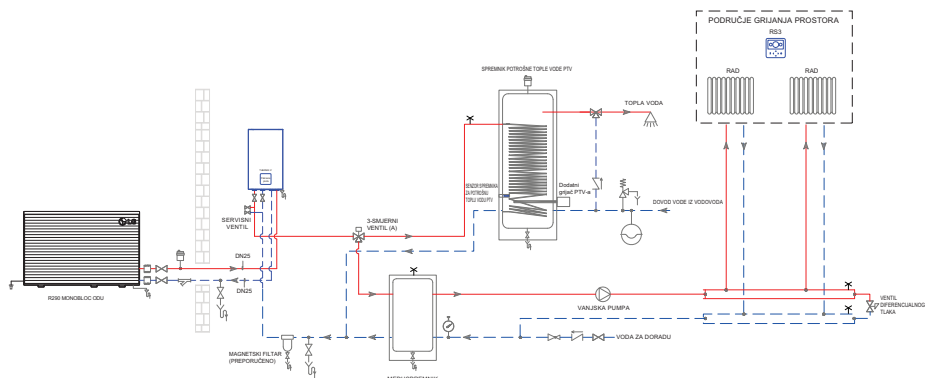 PODRUČJE GRIJANJA PROSTORA
RS3
RAD
RAD
SPREMNIK POTROŠNE TOPLE VODE PTV
TOPLA VODA
SENZOR SPREMNIKA
ZA POTROŠNU
TOPLU VODU PTV
Dodatni
grijač PTV-a
DOVOD VODE IZ VODOVODA
SERVISNI
VENTIL
3-SMJERNI
VENTIL (A)
LG
DN25
DN25
R290 MONOBLOC ODU
VANJSKA PUMPA
VENTIL
DIFERENCIJALNOG
TLAKA
MAGNETSKI FILTAR
(PREPORUČENO)
VODA ZA DORADU
MEĐUSPREMNIK